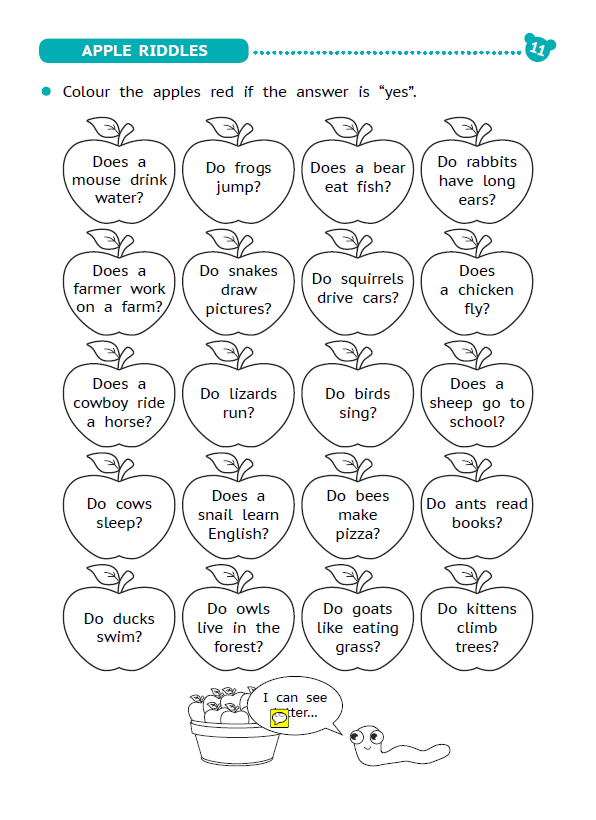 APPLE RIDDLES
11
Colour the apples red if the answer is “yes”.
Does a
mouse drink
water?
Do frogs
jump?
Does a bear
eat fish?
Do rabbits
have long
ears?
Does a
farmer work
on a farm?
Do snakes
draw
pictures?
Do squirrels
drive cars?
Does
a chicken
fly?
Does a
cowboy ride
a horse?
Do lizards
run?
Do birds
sing?
Does a
sheep go to
school?
Do cows
sleep?
Does a
snail learn
English?
Do bees
make
pizza?
Do ants read
books?
Do ducks
swim?
Do owls
live in the
forest?
Do goats
like eating
grass?
Do kittens
climb
trees?
I can see